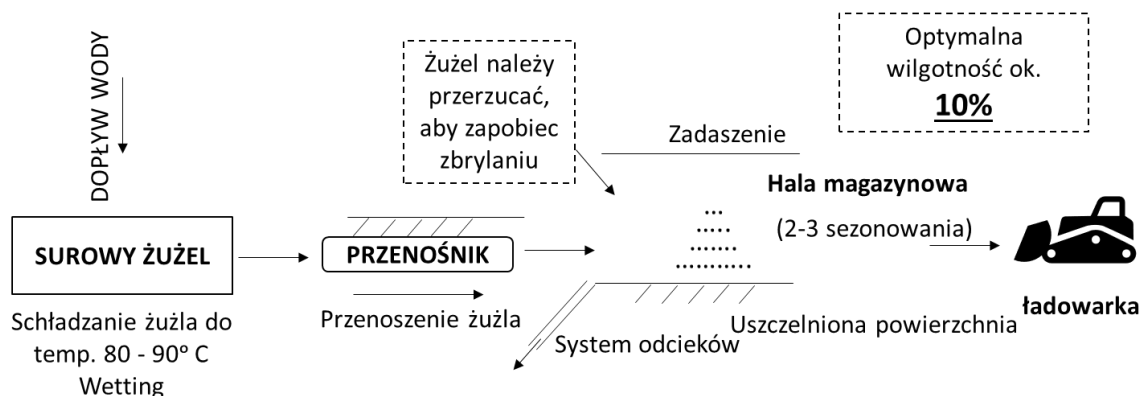 DOPŁYW WODY
SUROWY ŻUŻEL
Schładzanie żużla do
temp. 80 - 90º C
Wetting
PRZENOŚNIK
Przenoszenie żużla
Żużel należy
przerzucać,
aby zapobiec
zbrylaniu
Zadaszenie
Optymalna
wilgotność ok.
10%
Hala magazynowa
(2-3 sezonowania)
System odcieków
Uszczelniona powierzchnia
ładowarka